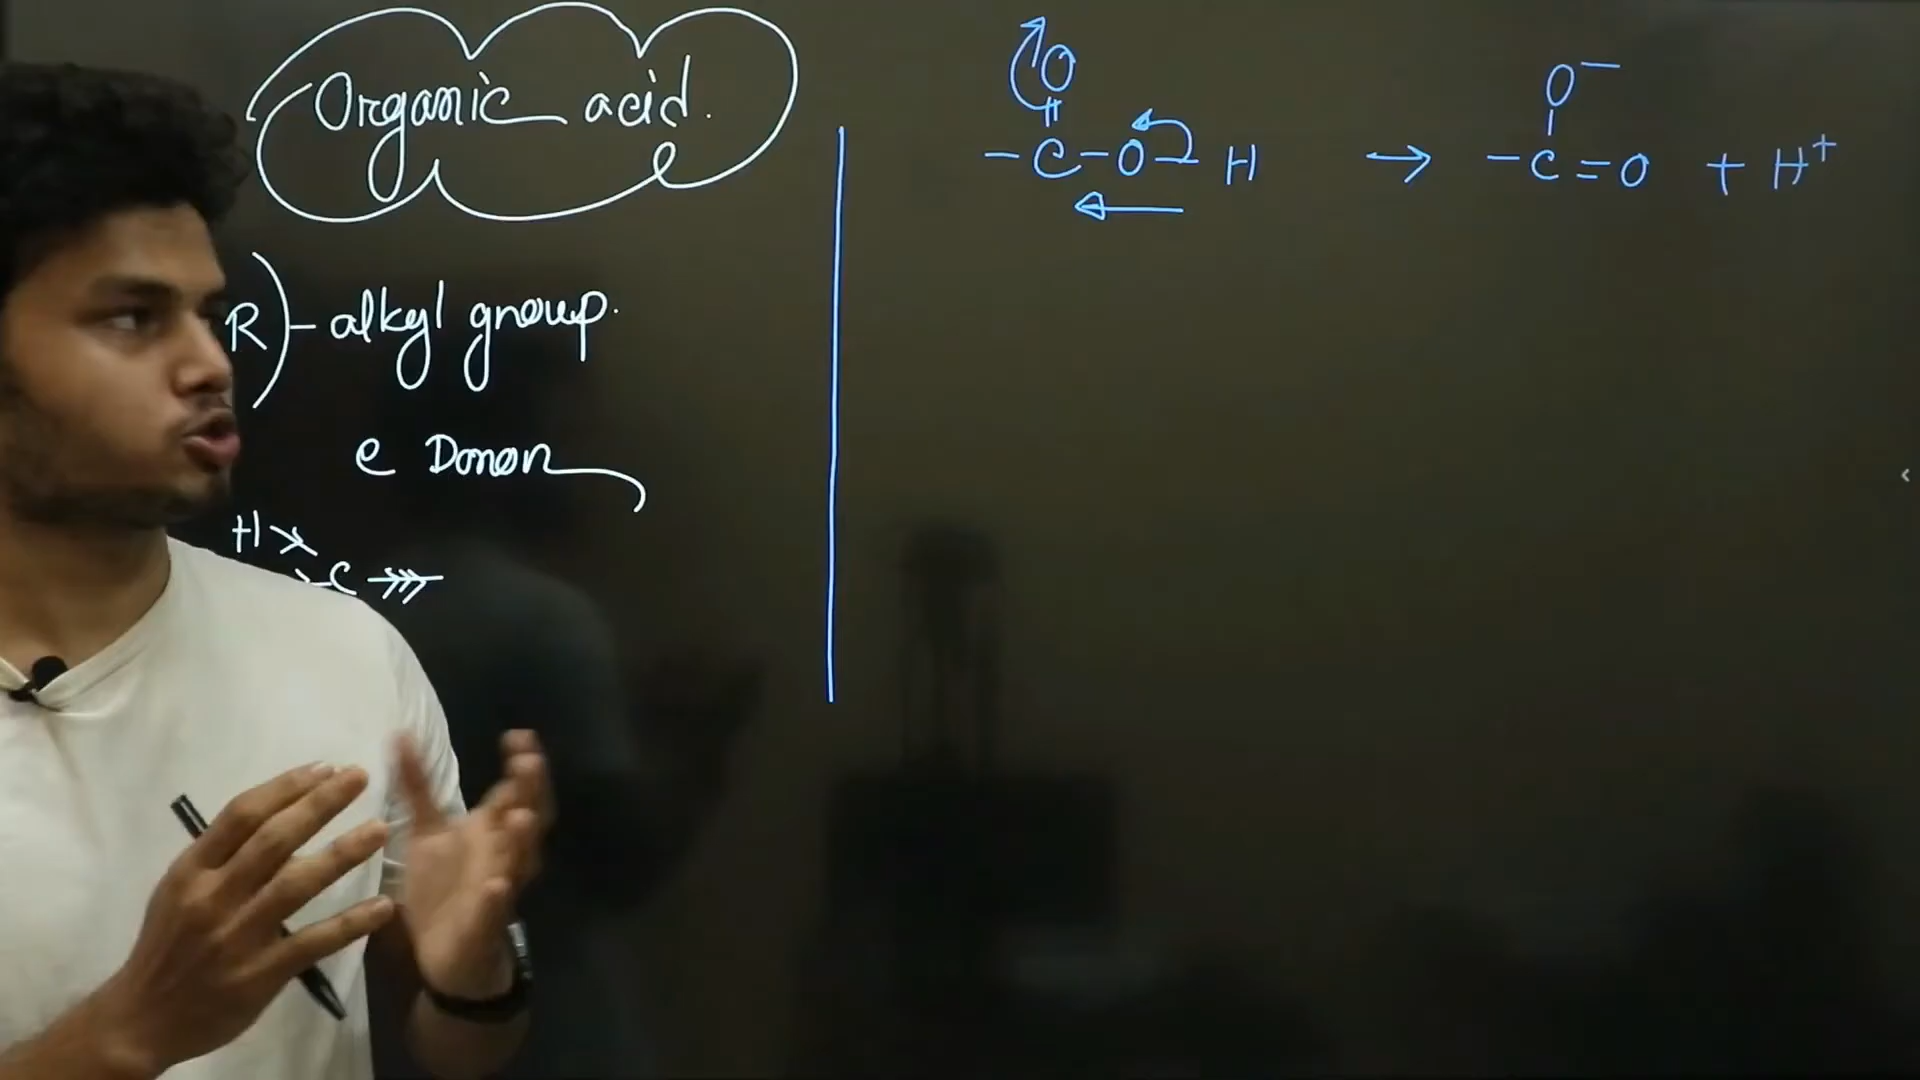 Organic acid.
R) - alkyl group.
e Donor
H
C
O
- C - O - H → - C = O + H⁺
O⁻